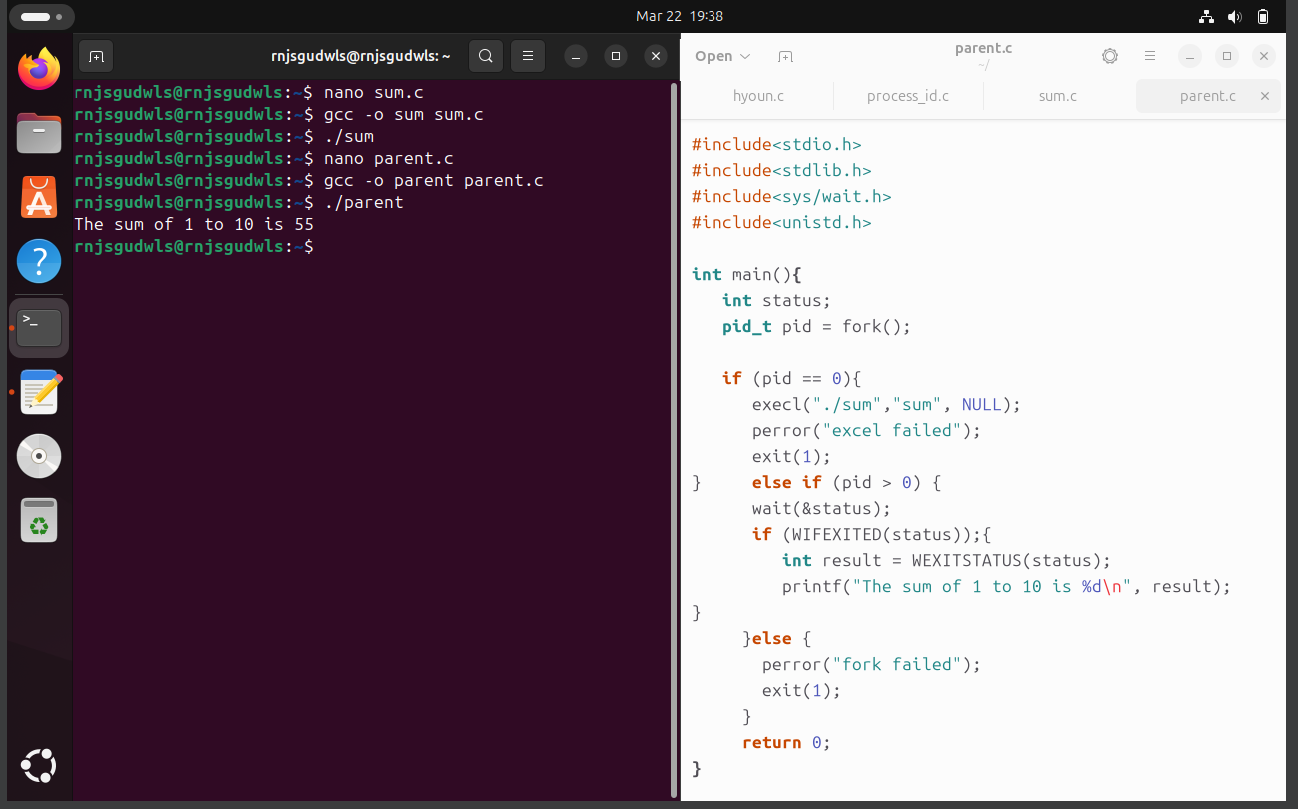 Mar 22 19:38
rnjsgudwls@rnjsgudwls: ~
rnjsgudwls@rnjsgudwls:~$ nano sum.c
rnjsgudwls@rnjsgudwls:~$ gcc -o sum sum.c
rnjsgudwls@rnjsgudwls:~$ ./sum
rnjsgudwls@rnjsgudwls:~$ nano parent.c
rnjsgudwls@rnjsgudwls:~$ gcc -o parent parent.c
rnjsgudwls@rnjsgudwls:~$ ./parent
The sum of 1 to 10 is 55
rnjsgudwls@rnjsgudwls:~$
Open
parent.c
~/
hyoun.c
process_id.c
sum.c
parent.c
#include<stdio.h>
#include<stdlib.h>
#include<sys/wait.h>
#include<unistd.h>
int main(){
   int status;
   pid_t pid = fork();
   if (pid == 0){
      execl("./sum","sum", NULL);
      perror("excel failed");
      exit(1);
}     else if (pid > 0) {
      wait(&status);
      if (WIFEXITED(status));{
         int result = WEXITSTATUS(status);
         printf("The sum of 1 to 10 is %d\n", result);
}
     }else {
       perror("fork failed");
       exit(1);
     }
     return 0;
}